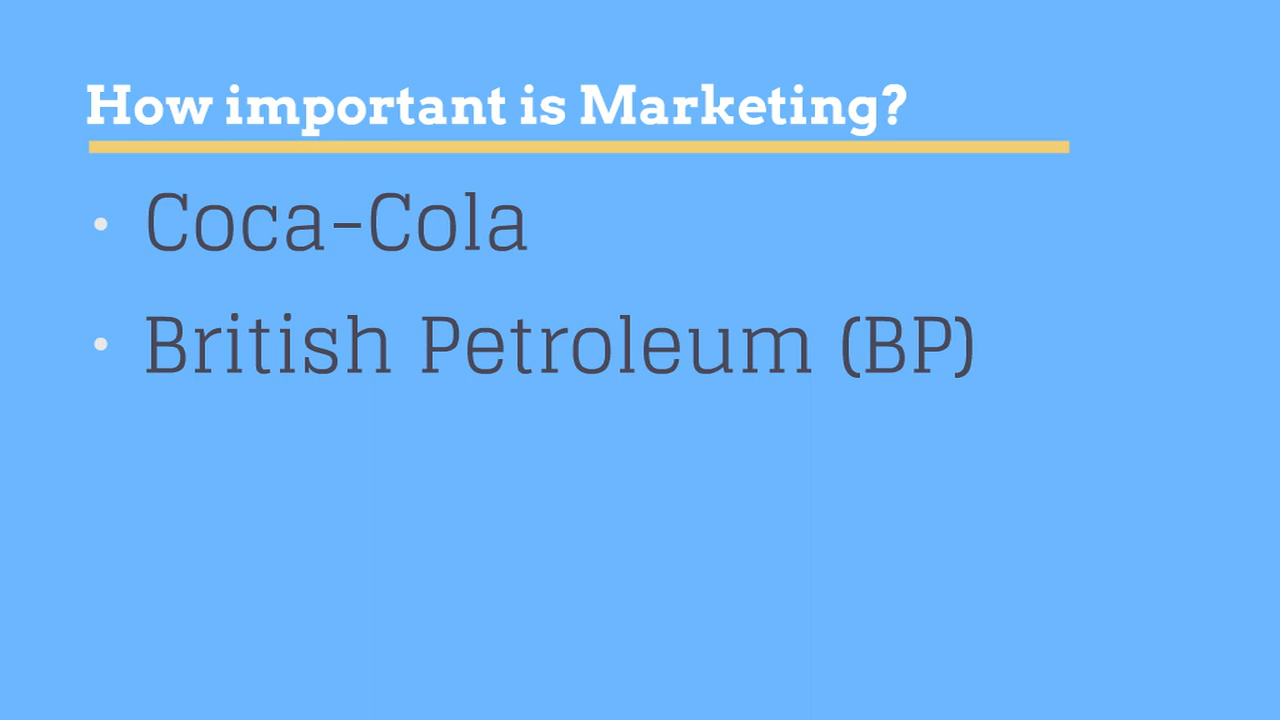 How important is Marketing?
• Coca-Cola
• British Petroleum (BP)